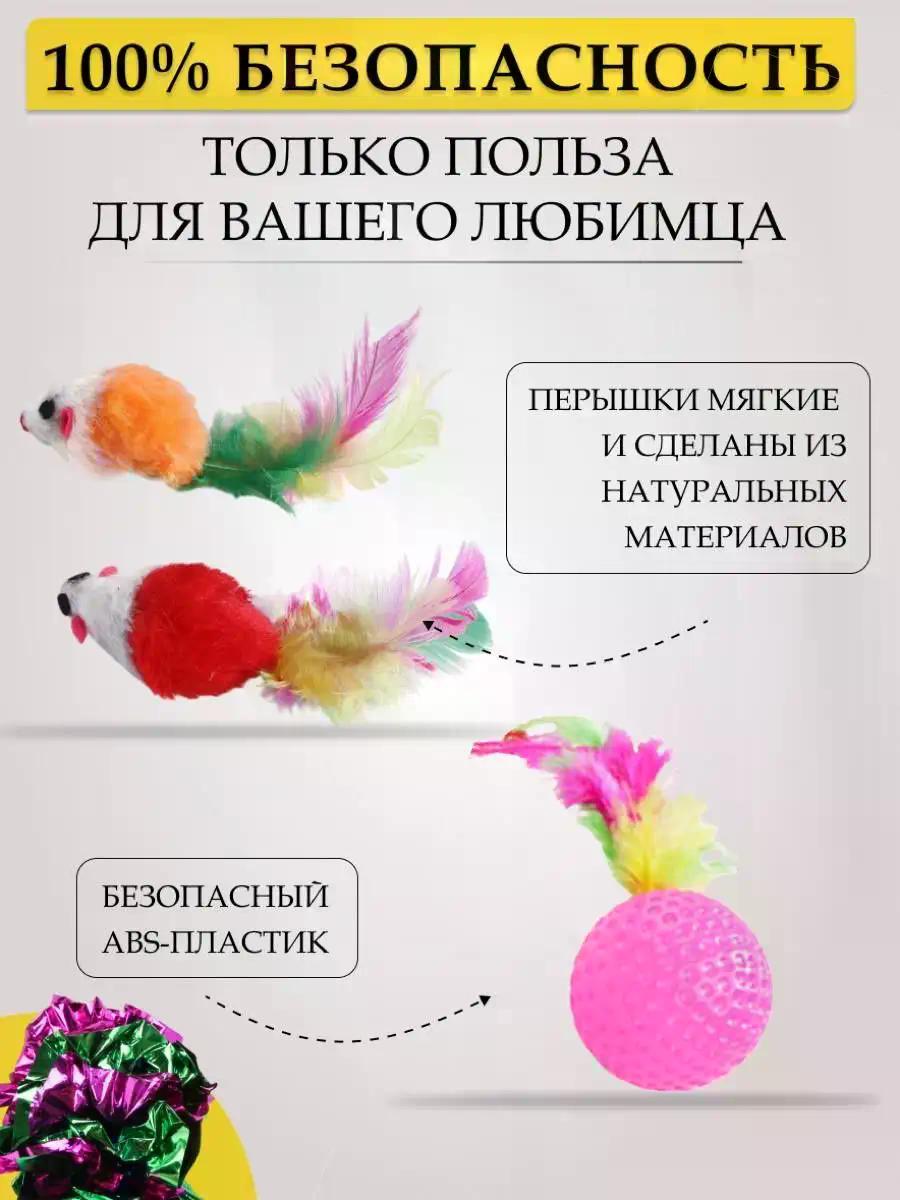 100% БЕЗОПАСНОСТЬ
ТОЛЬКО ПОЛЬЗА
ДЛЯ ВАШЕГО ЛЮБИМЦА
ПЕРЫШКИ МЯГКИЕ
И СДЕЛАНЫ ИЗ
НАТУРАЛЬНЫХ
МАТЕРИАЛОВ
БЕЗОПАСНЫЙ
ABS-ПЛАСТИК